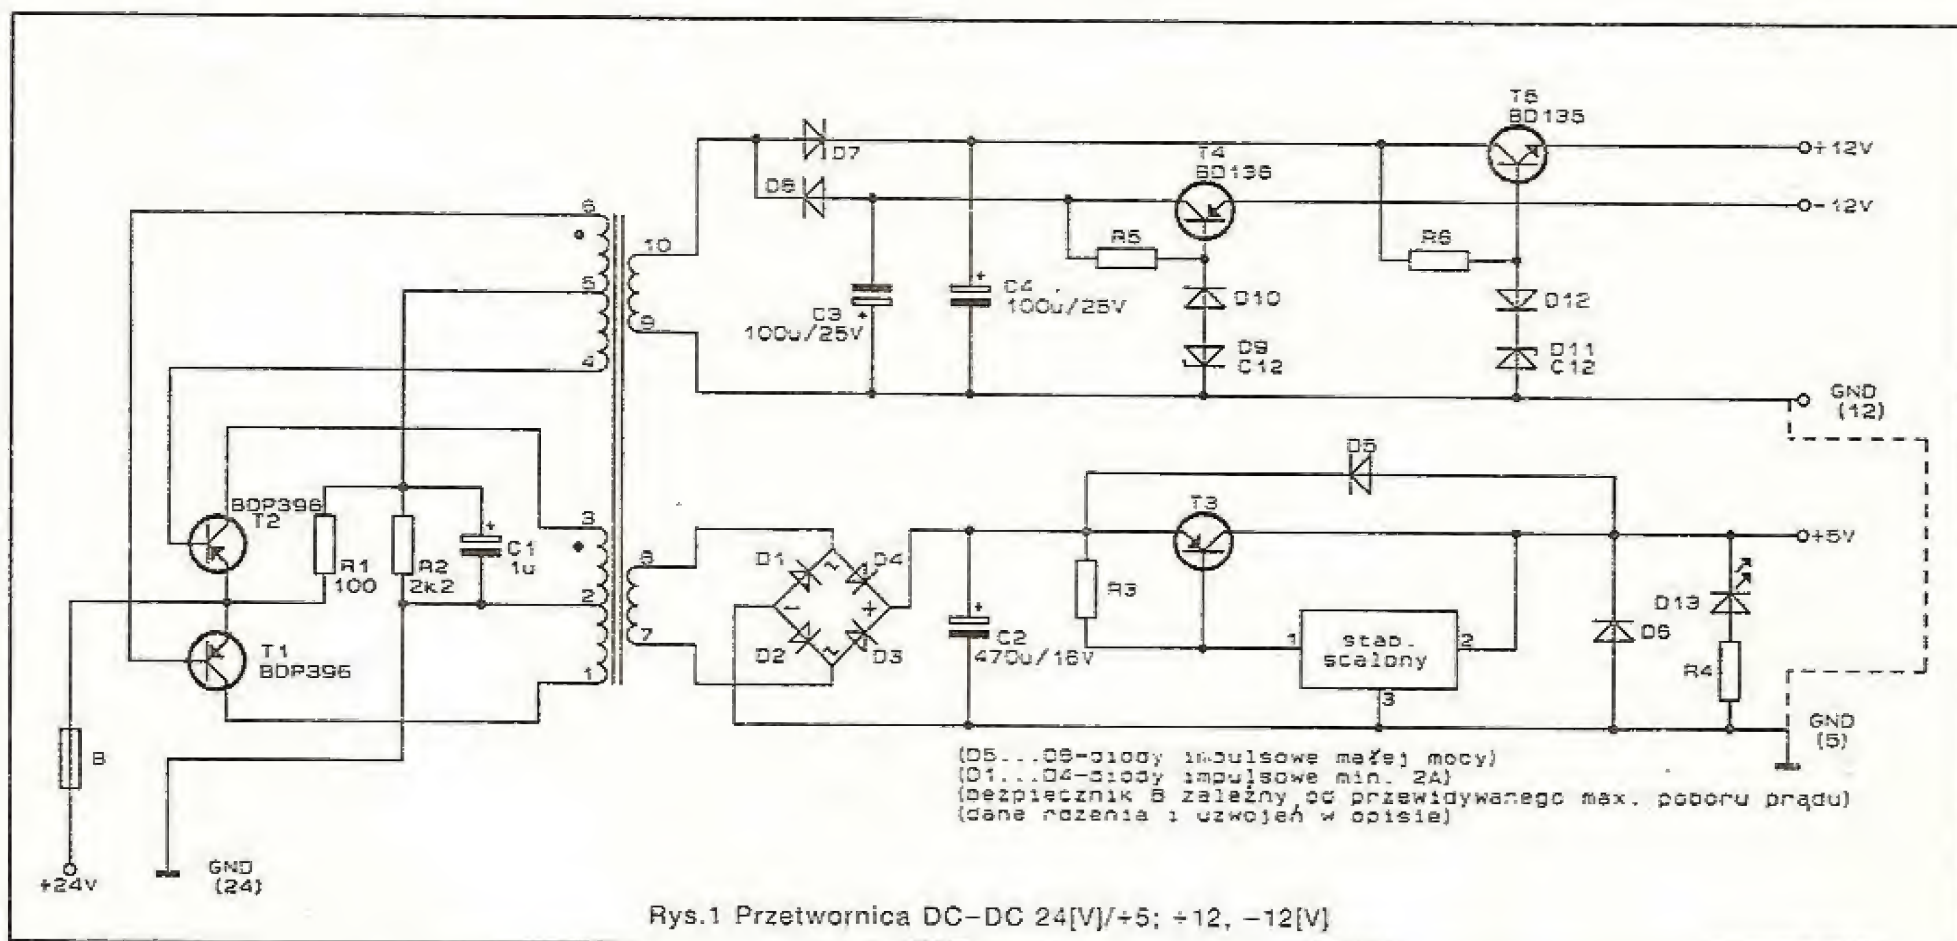 T5
BD135
D7
+12V
T4
BD136
D8
-12V
6
10
R5
R6
5
C4
100u/25V
D10
D12
C3
100u/25V
9
D9
C12
D11
C12
4
GND
(12)
D5
BDP396
T2
3
T3
+5V
R1
100
R2
2k2
C1
1u
8
D1
D4
2
R3
D13
T1
BDP396
7
D2
D3
C2
470u/16V
1
stab.
scalony
2
D6
R4
1
3
B
GND
(5)
(D5...D8-diody impulsowe małej mocy)
(D1...D4-diody impulsowe min. 2A)
(bezpiecznik B zależny od przewidywanego max. poboru prądu)
(dane rdzenia i uzwojeń w opisie)
+24V
GND
(24)
Rys.1 Przetwornica DC-DC 24[V]/+5; +12, -12[V]